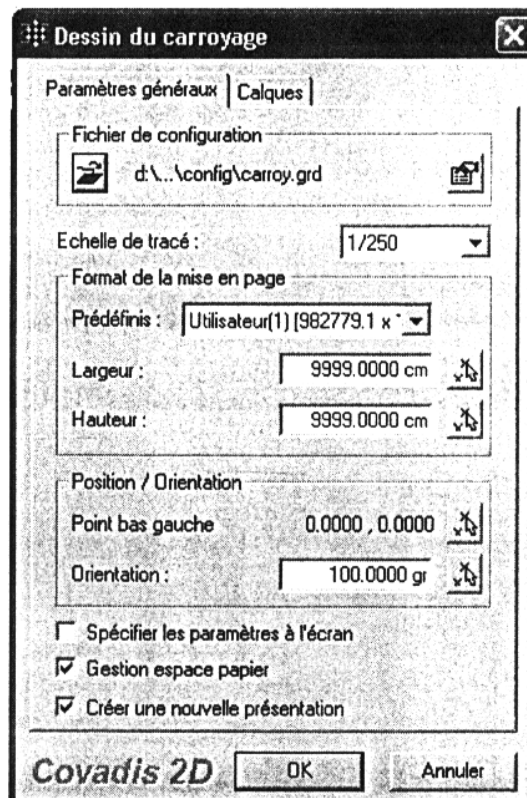 Dessin du carroyage
Paramètres généraux
Calques
Fichier de configuration
d:\...\config\carroy.grd
Echelle de tracé :
1/250
Format de la mise en page
Prédéfinis :
Utilisateur(1) [982779.1 x
Largeur :
9999.0000 cm
Hauteur :
9999.0000 cm
Position / Orientation
Point bas gauche
0.0000 , 0.0000
Orientation :
100.0000 gr
Spécifier les paramètres à l'écran
Gestion espace papier
Créer une nouvelle présentation
Covadis 2D
OK
Annuler